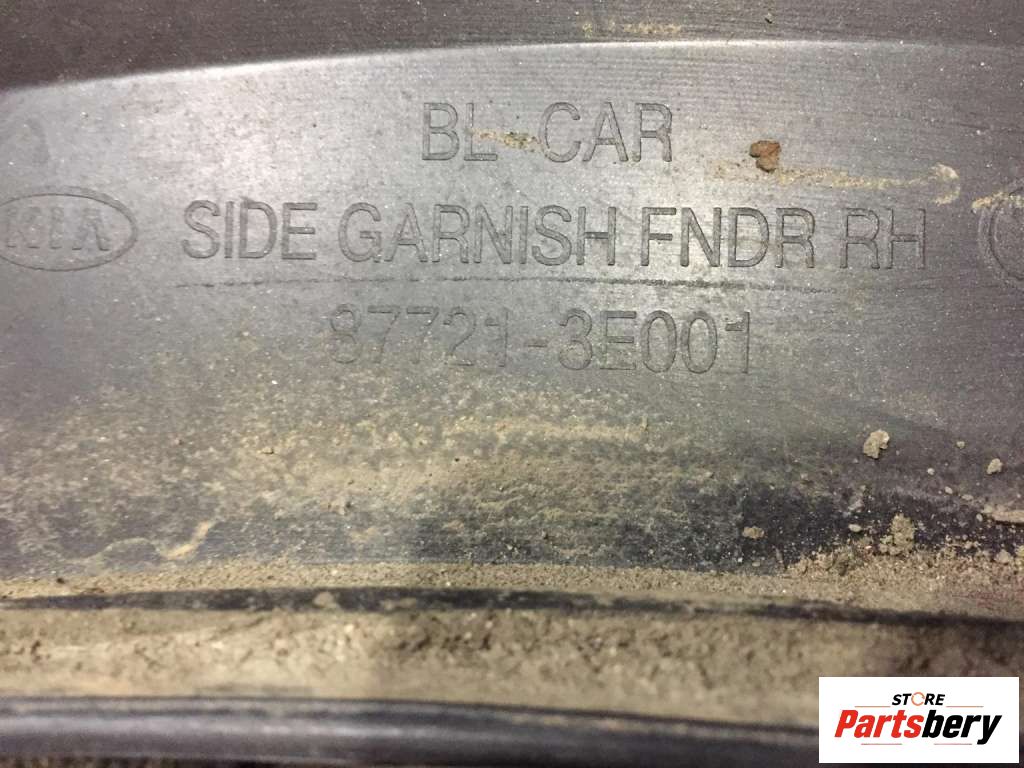 BL-CAR
KIA
SIDE GARNISH FNDR RH
87721-3E001
STORE
Partsbery